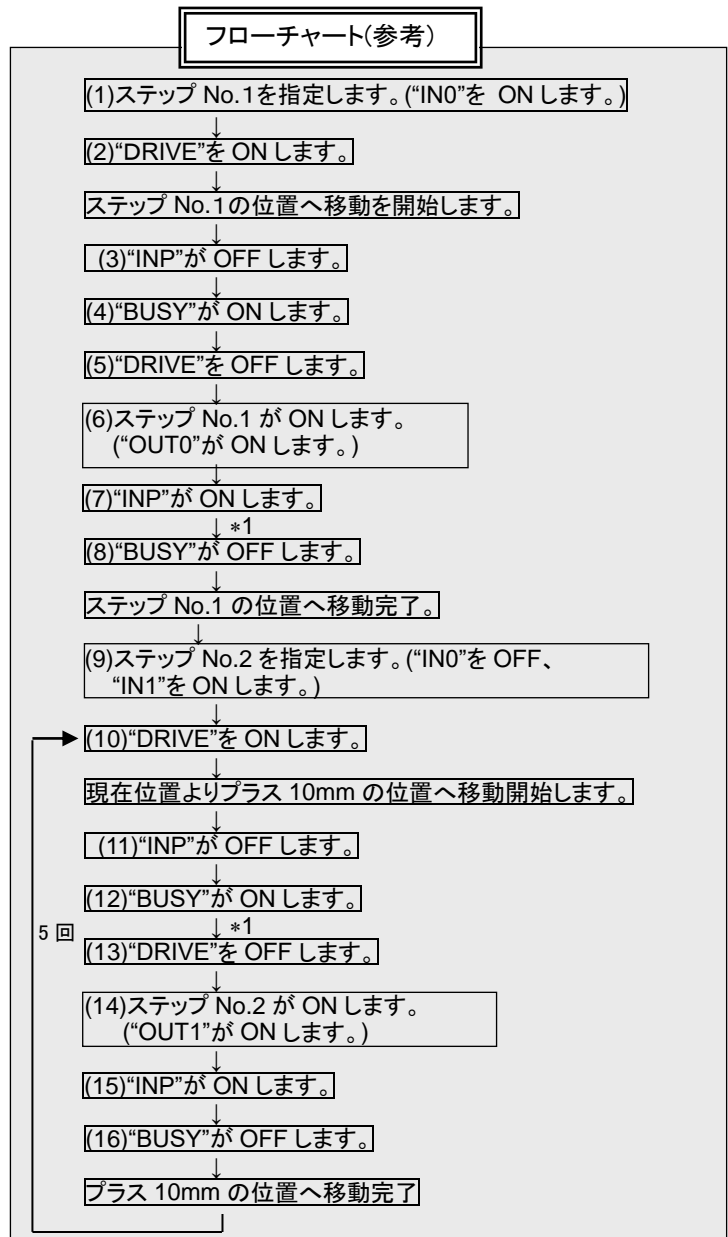 フローチャート(参考)
(1)ステップ No.1を指定します。(“IN0”を ON します。)
↓
(2)“DRIVE”を ON します。
↓
ステップ No.1の位置へ移動を開始します。
↓
(3)“INP”が OFF します。
↓
(4)“BUSY”が ON します。
↓
(5)“DRIVE”を OFF します。
↓
(6)ステップ No.1 が ON します。
(“OUT0”が ON します。)
↓
(7)“INP”が ON します。
↓ *1
(8)“BUSY”が OFF します。
↓
ステップ No.1 の位置へ移動完了。
↓
(9)ステップ No.2 を指定します。(“IN0”を OFF、
“IN1”を ON します。)
↓
(10)“DRIVE”を ON します。
↓
現在位置よりプラス 10mm の位置へ移動開始します。
↓
(11)“INP”が OFF します。
↓
(12)“BUSY”が ON します。
↓ *1
5 回
(13)“DRIVE”を OFF します。
↓
(14)ステップ No.2 が ON します。
(“OUT1”が ON します。)
↓
(15)“INP”が ON します。
↓
(16)“BUSY”が OFF します。
↓
プラス 10mm の位置へ移動完了